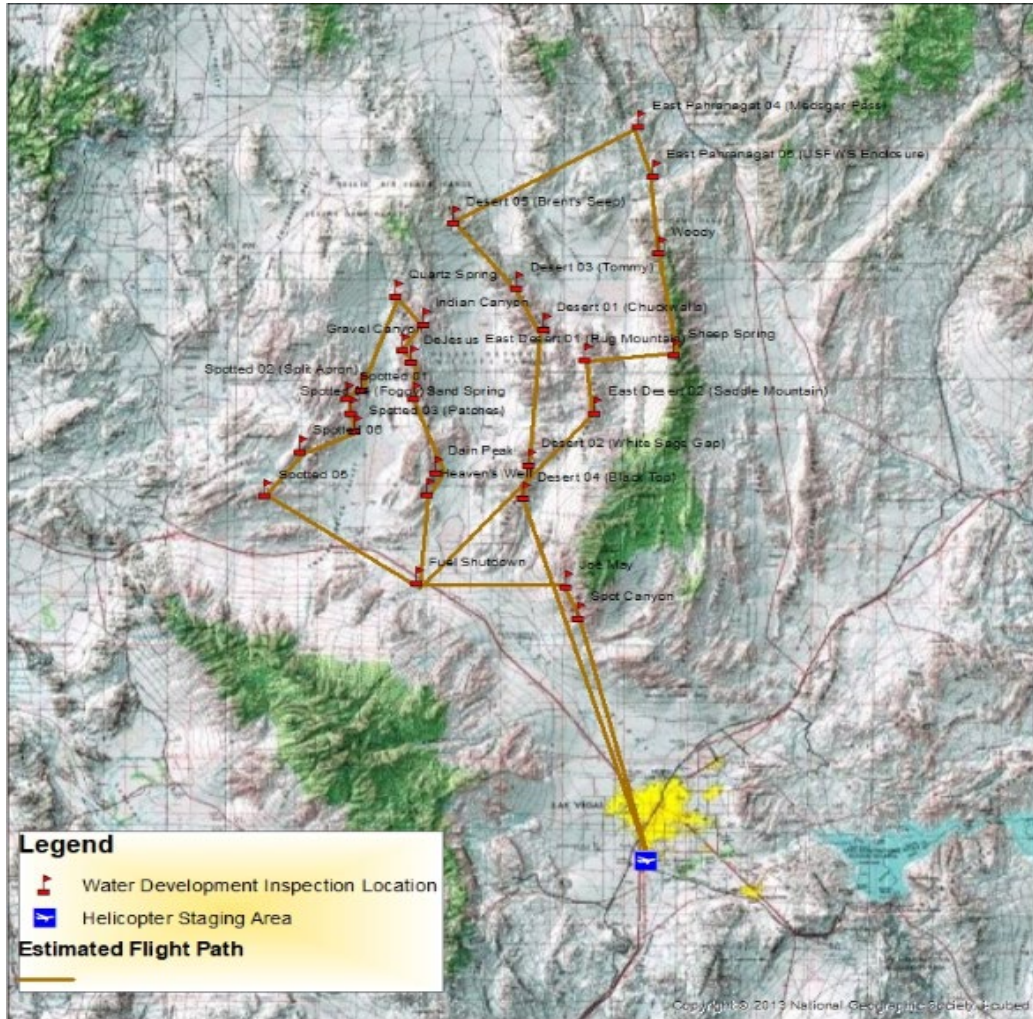 East Pahranagat 04 (Messger Pass)
East Pahranagat 05 (USFWS Enclosure)
Desert 05 (Brent's Seep)
Woody
Desert 03 (Tommy)
Quartz Spring
Indian Canyon
Desert 01 (Chuckwalla)
Gravel Canyon
DeJesus
East Desert 01 (Rug Mountain)
Sheep Spring
Spotted 02 (Split Apron)
Spotted 01
(Foggy)
Sand Spring
East Desert 02 (Saddle Mountain)
Spotted 03 (Patches)
Spotted 06
Desert 02 (White Sage Gap)
Dain Peak
Spotted 05
Heaven's Well
Desert 04 (Black Top)
Fuel Shutdown
Joe May
Spot Canyon
LAS VEGAS
Legend
Water Development Inspection Location
Helicopter Staging Area
Estimated Flight Path
Copyright:© 2013 National Geographic Society, i-cubed